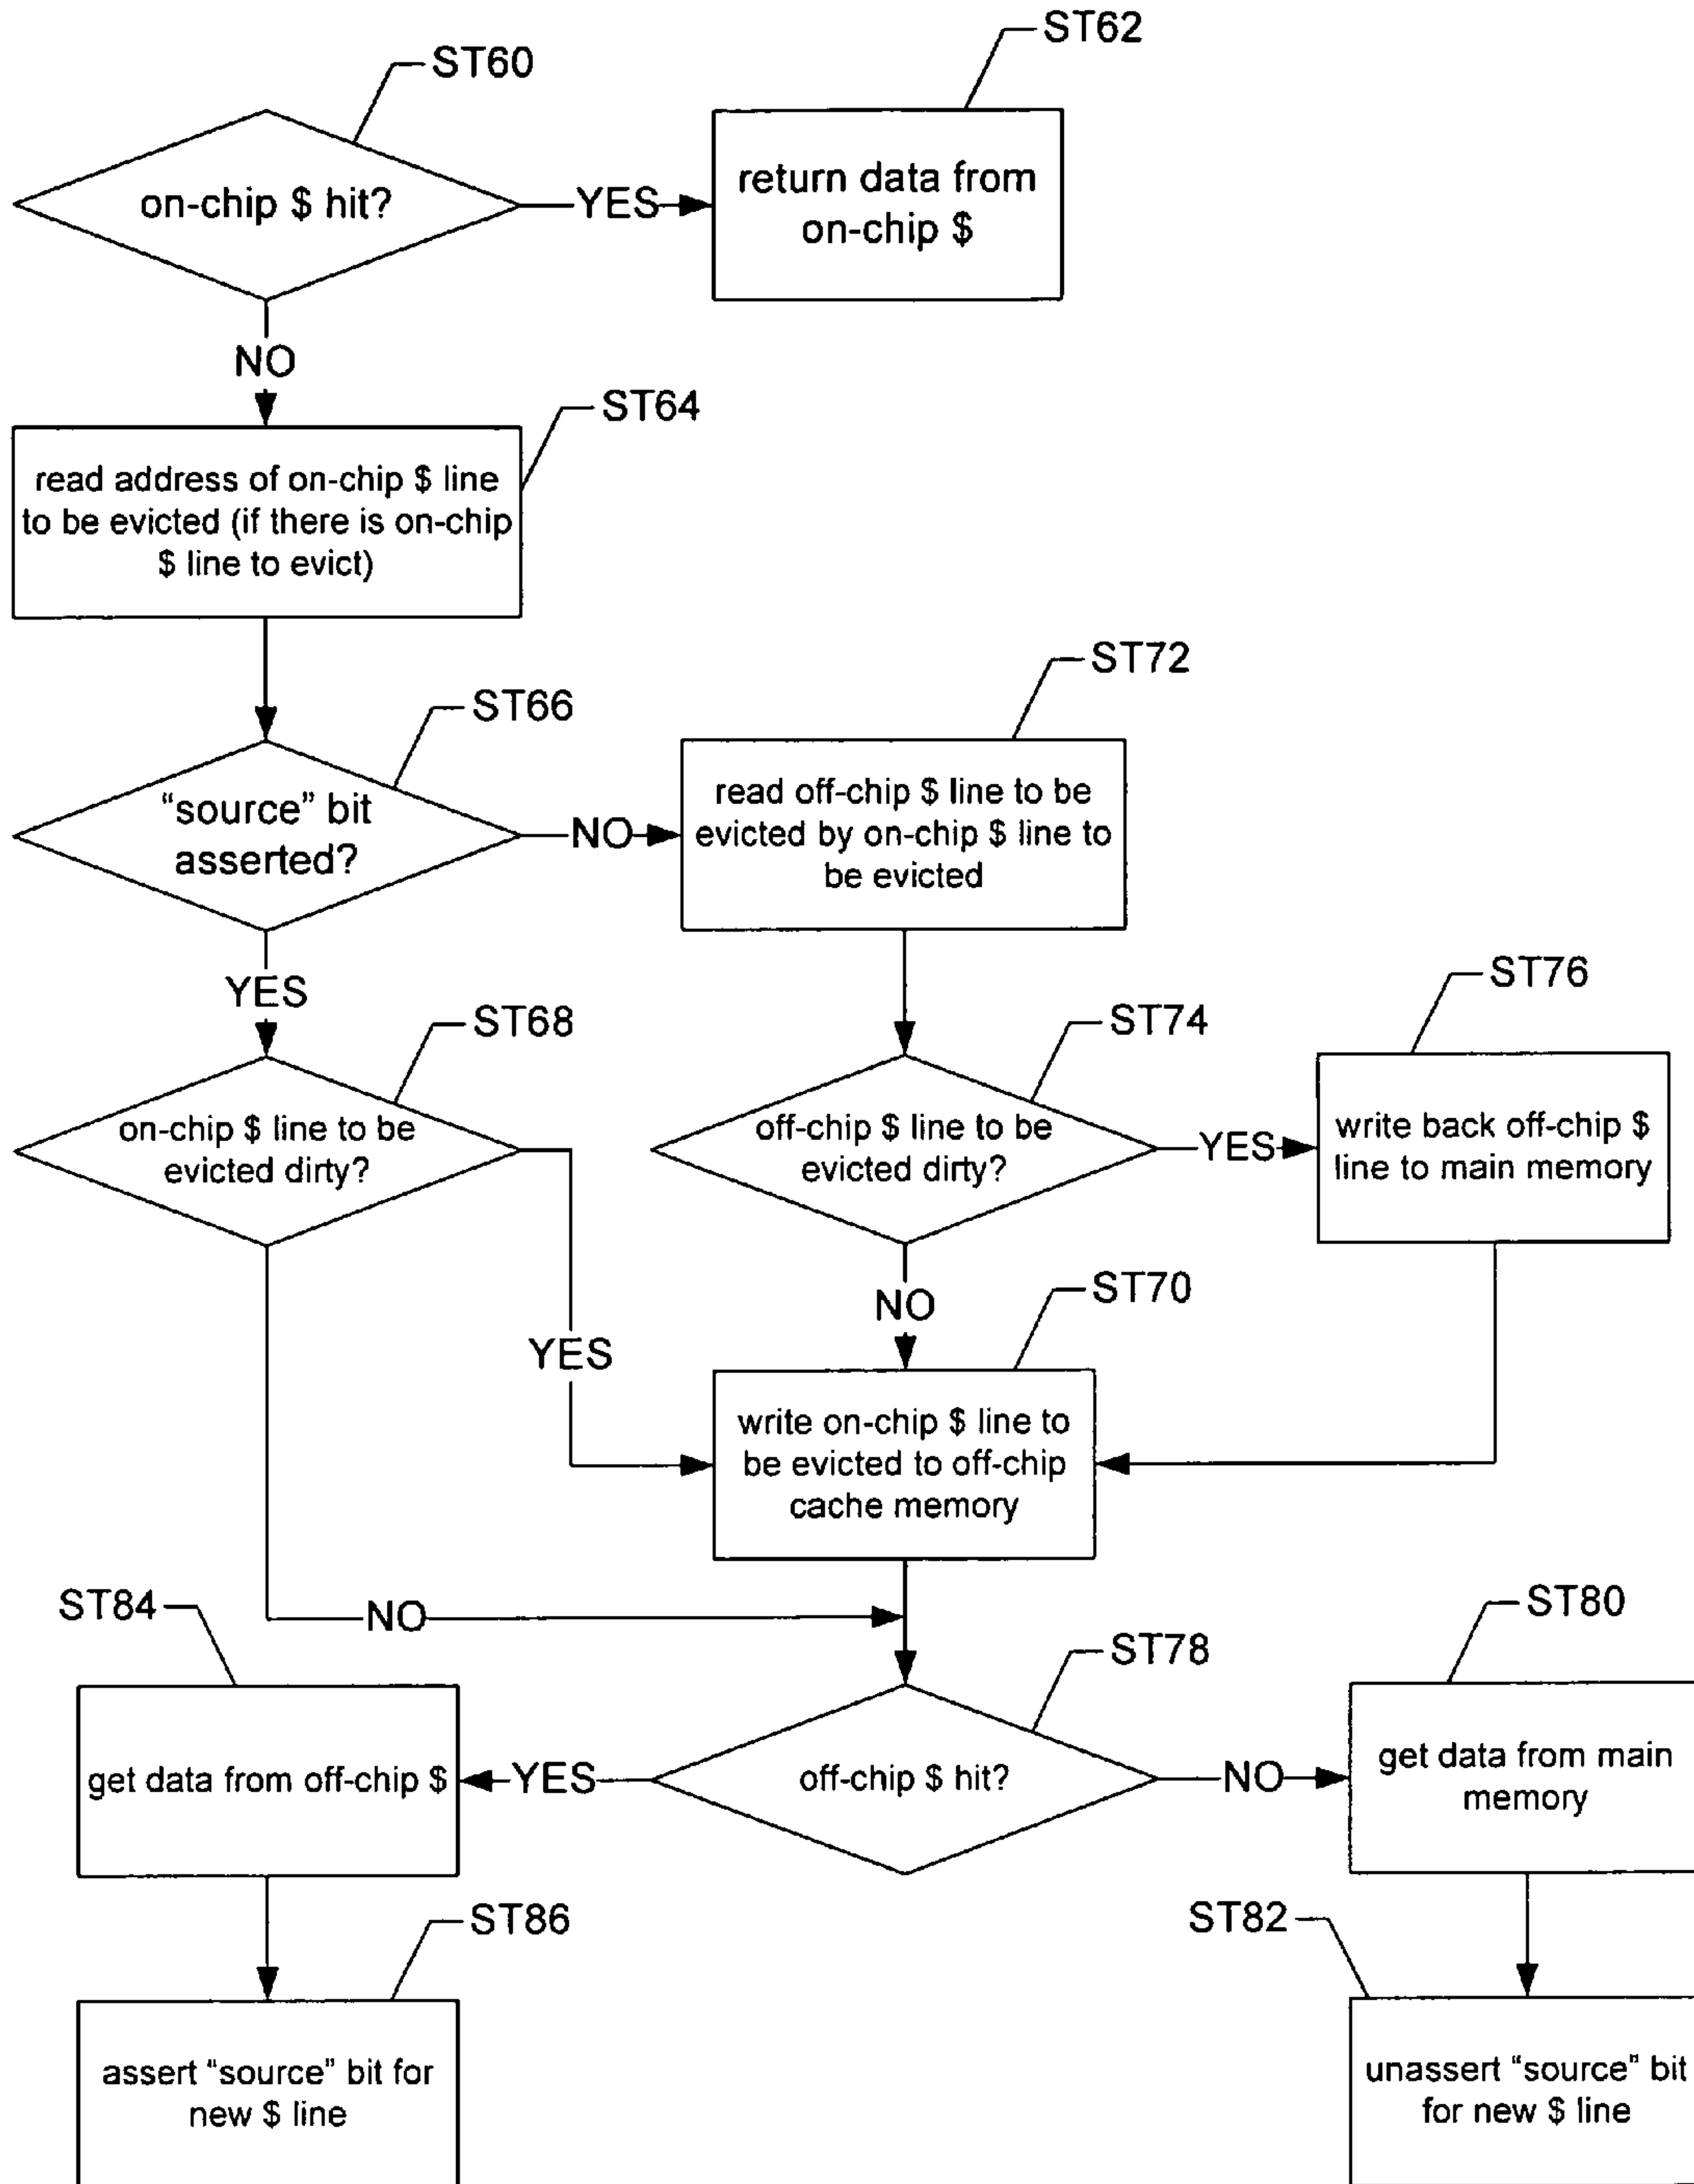 ST62
ST60
on-chip $ hit?
YES
return data from
on-chip $
NO
ST64
read address of on-chip $ line
to be evicted (if there is on-chip
$ line to evict)
ST72
ST66
"source" bit
asserted?
NO
read off-chip $ line to be
evicted by on-chip $ line to
be evicted
YES
ST76
ST68
ST74
on-chip $ line to be
evicted dirty?
off-chip $ line to be
evicted dirty?
YES
write back off-chip $
line to main memory
NO
ST70
YES
write on-chip $ line to
be evicted to off-chip
cache memory
ST84
NO
ST80
ST78
get data from off-chip $
YES
off-chip $ hit?
NO
get data from main
memory
ST86
ST82
assert "source" bit for
new $ line
unassert "source" bit
for new $ line